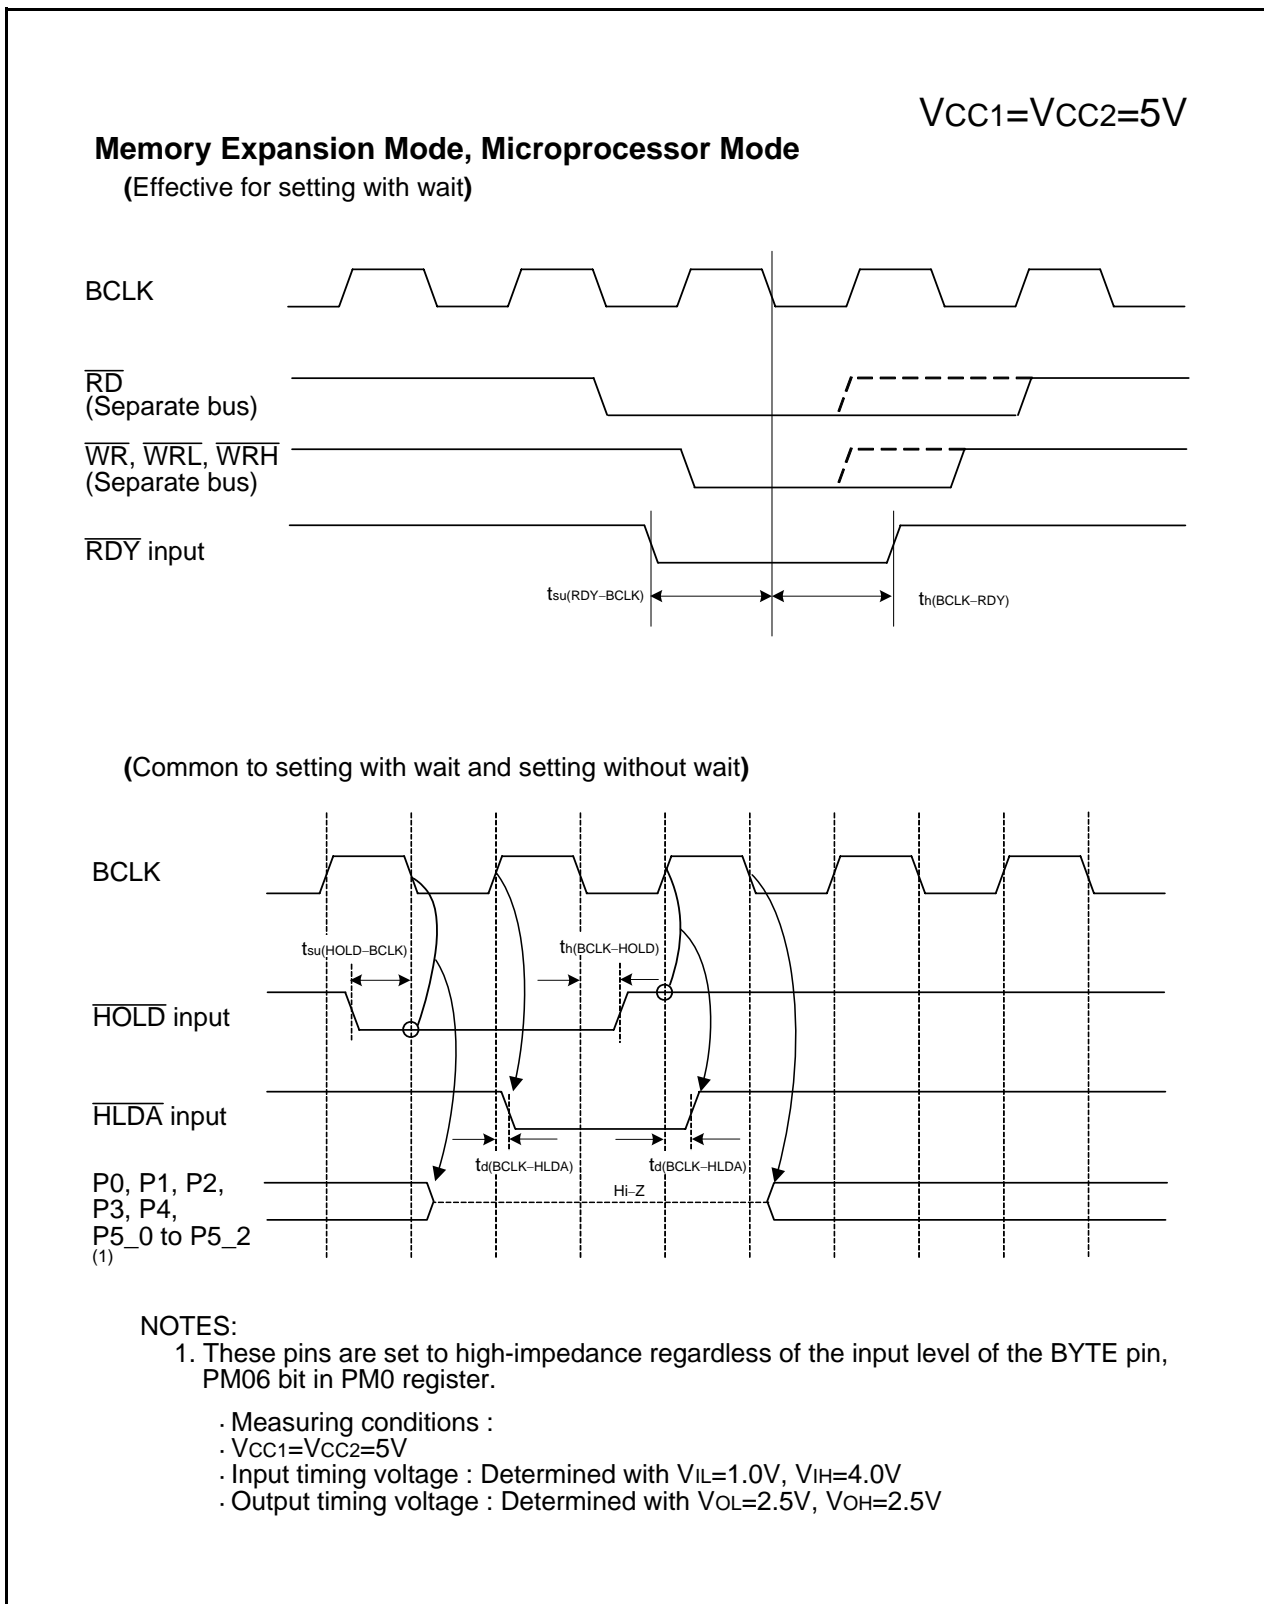 VCC1=VCC2=5V
Memory Expansion Mode, Microprocessor Mode
(Effective for setting with wait)
BCLK
RD
(Separate bus)
WR, WRL, WRH
(Separate bus)
RDY input
tsu(RDY−BCLK)
th(BCLK−RDY)
(Common to setting with wait and setting without wait)
BCLK
tsu(HOLD−BCLK)
th(BCLK−HOLD)
HOLD input
HLDA input
td(BCLK−HLDA)
td(BCLK−HLDA)
P0, P1, P2,
P3, P4,
P5_0 to P5_2
(1)
Hi−Z
NOTES:
1. These pins are set to high-impedance regardless of the input level of the BYTE pin,
PM06 bit in PM0 register.
· Measuring conditions :
· VCC1=VCC2=5V
· Input timing voltage : Determined with VIL=1.0V, VIH=4.0V
· Output timing voltage : Determined with VOL=2.5V, VOH=2.5V